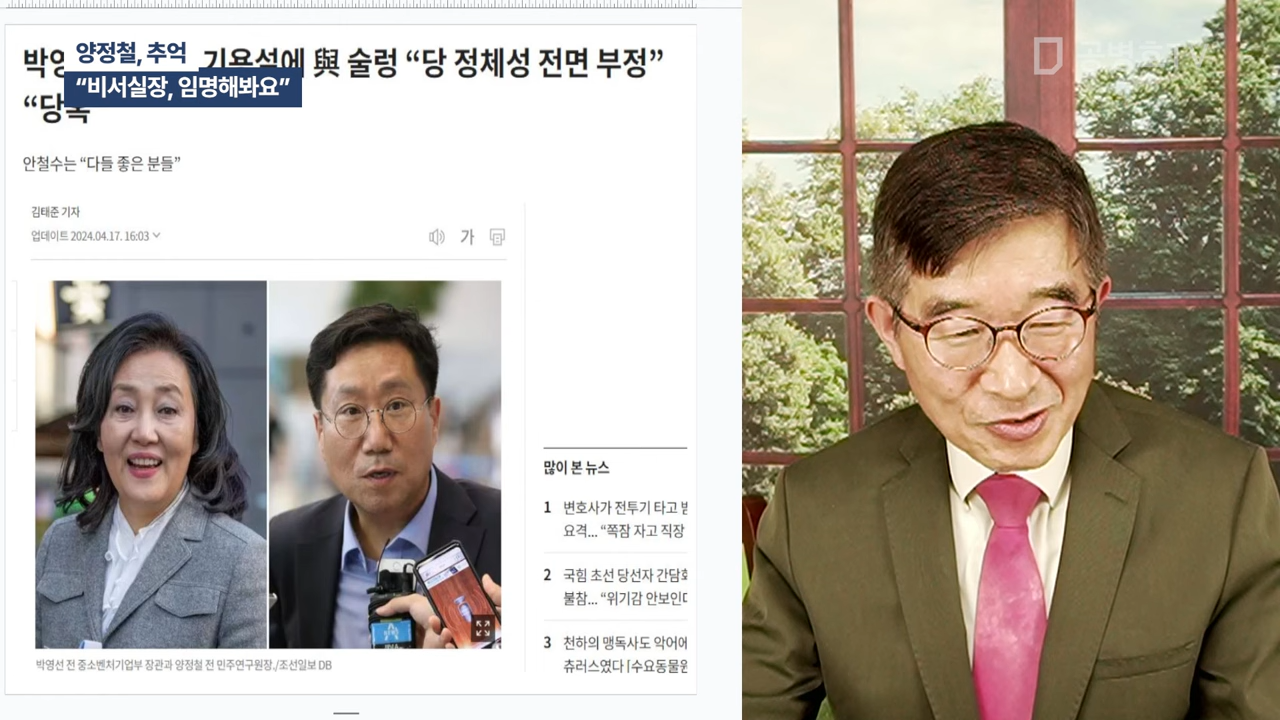 양정철, 추억
“비서실장, 임명해봐요”
박영 기용설에 與 술렁 “당 정체성 전면 부정”
“당혹
안철수는 “다들 좋은 분들”
김태준 기자
업데이트 2024.04.17. 16:03
가
박영선 전 중소벤처기업부 장관과 양정철 전 민주연구원장./조선일보 DB
많이 본 뉴스
1 변호사가 전투기 타고
요격... “쪽잠 자고 직장
2 국힘 초선 당선자 간담회
불참... “위기감 안보인다
3 천하의 맹독사도 악어에
츄러스였다 [수요동물원